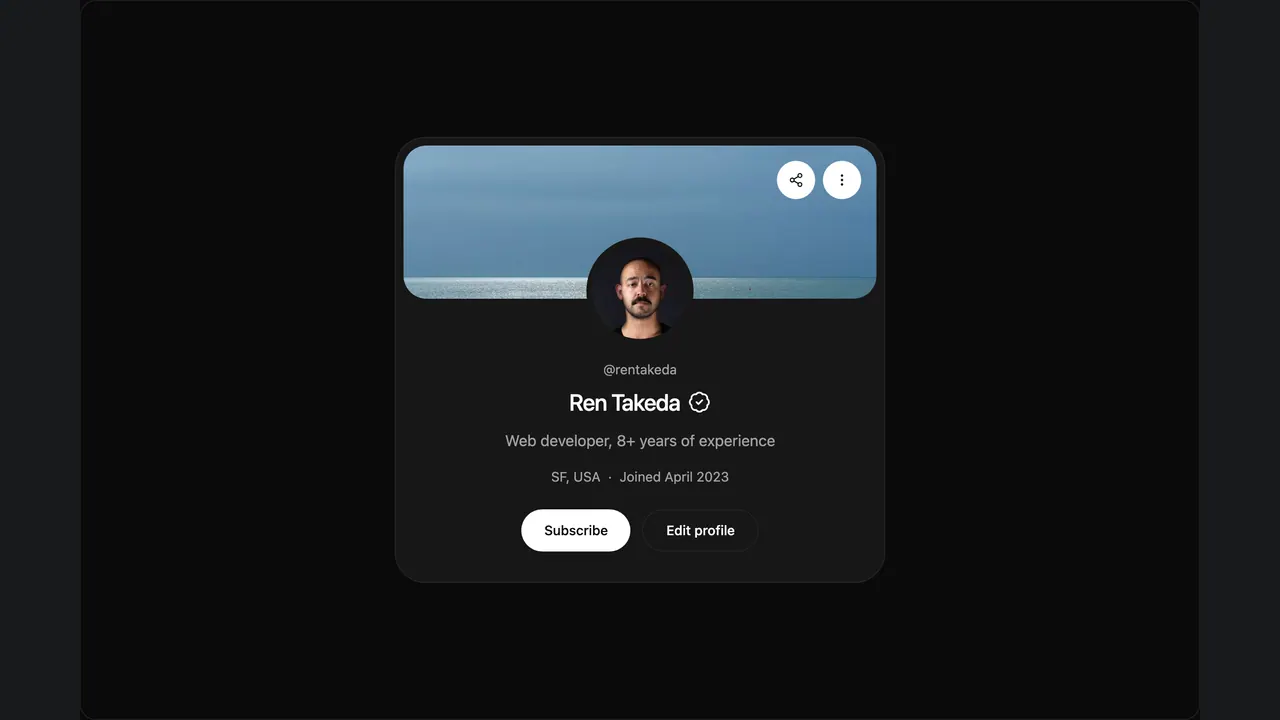 @rentakeda
Ren Takeda
Web developer, 8+ years of experience
SF, USA · Joined April 2023
Subscribe
Edit profile